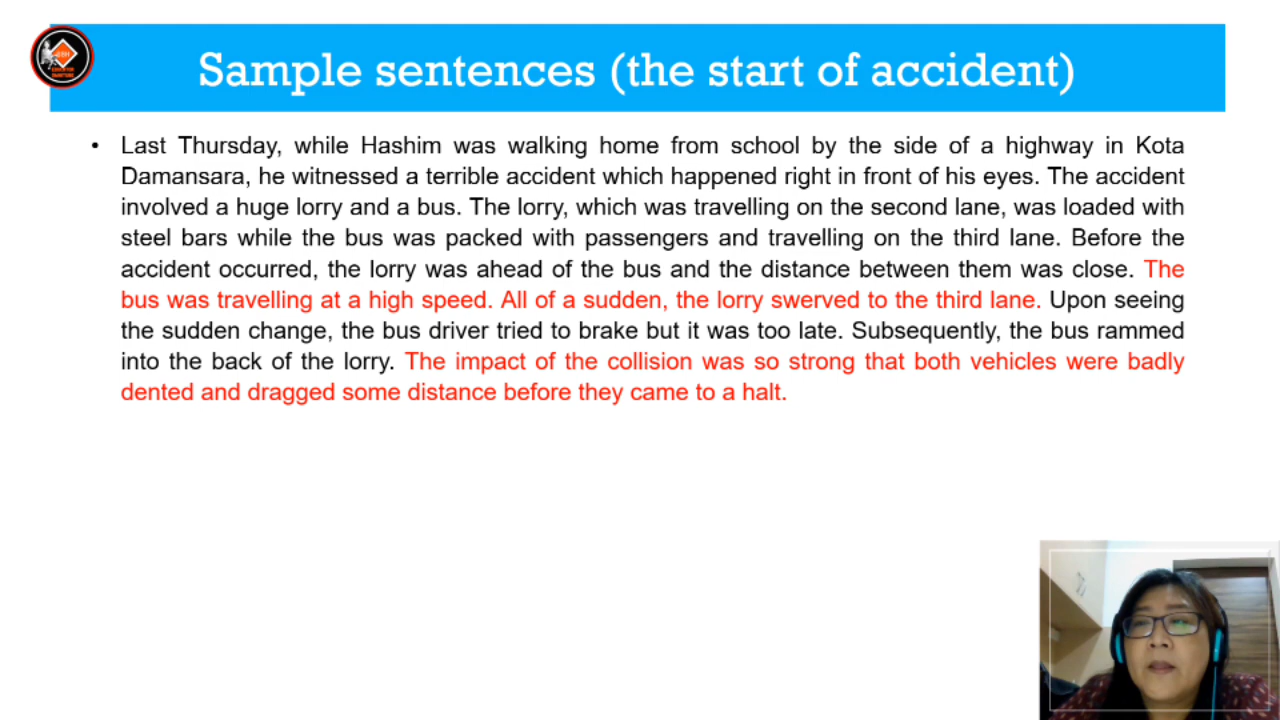 Sample sentences (the start of accident)
• Last Thursday, while Hashim was walking home from school by the side of a highway in Kota
Damansara, he witnessed a terrible accident which happened right in front of his eyes. The accident
involved a huge lorry and a bus. The lorry, which was travelling on the second lane, was loaded with
steel bars while the bus was packed with passengers and travelling on the third lane. Before the
accident occurred, the lorry was ahead of the bus and the distance between them was close. The
bus was travelling at a high speed. All of a sudden, the lorry swerved to the third lane. Upon seeing
the sudden change, the bus driver tried to brake but it was too late. Subsequently, the bus rammed
into the back of the lorry. The impact of the collision was so strong that both vehicles were badly
dented and dragged some distance before they came to a halt.